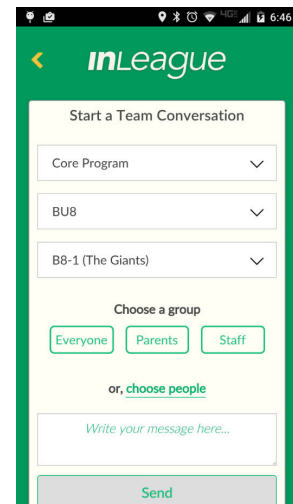 4G 6:46
inLeague
Start a Team Conversation
Core Program
BU8
B8-1 (The Giants)
Choose a group
Everyone Parents Staff
or, choose people
Write your message here...
Send